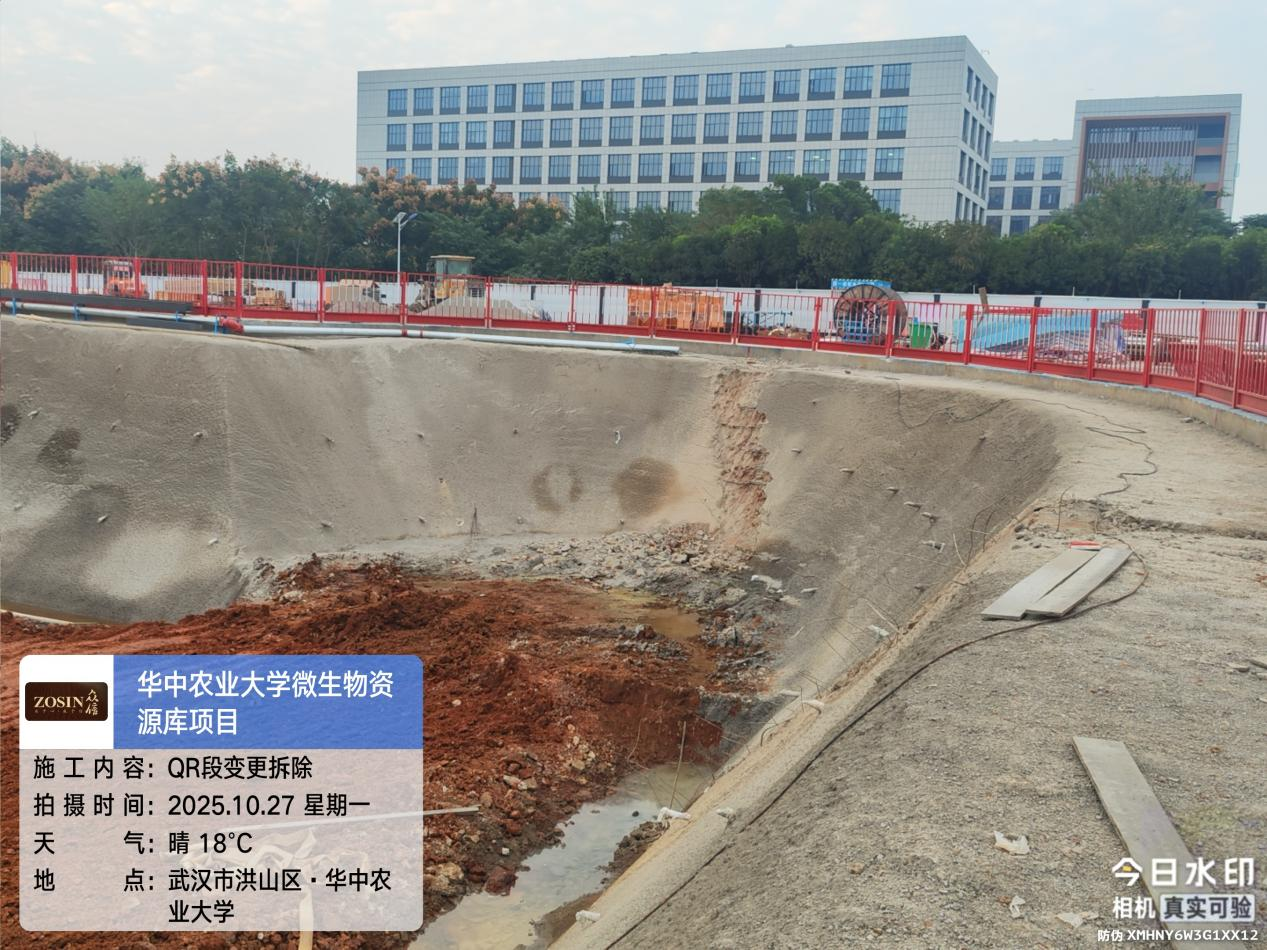 ZOSIN 众信
华中农业大学微生物资
源库项目
施工内容：QR段变更拆除
拍摄时间：2025.10.27 星期一
天气：晴 18°C
地点：武汉市洪山区·华中农
业大学
今日水印
相机 真实可验
防伪 XMHNY6W3G1XX12